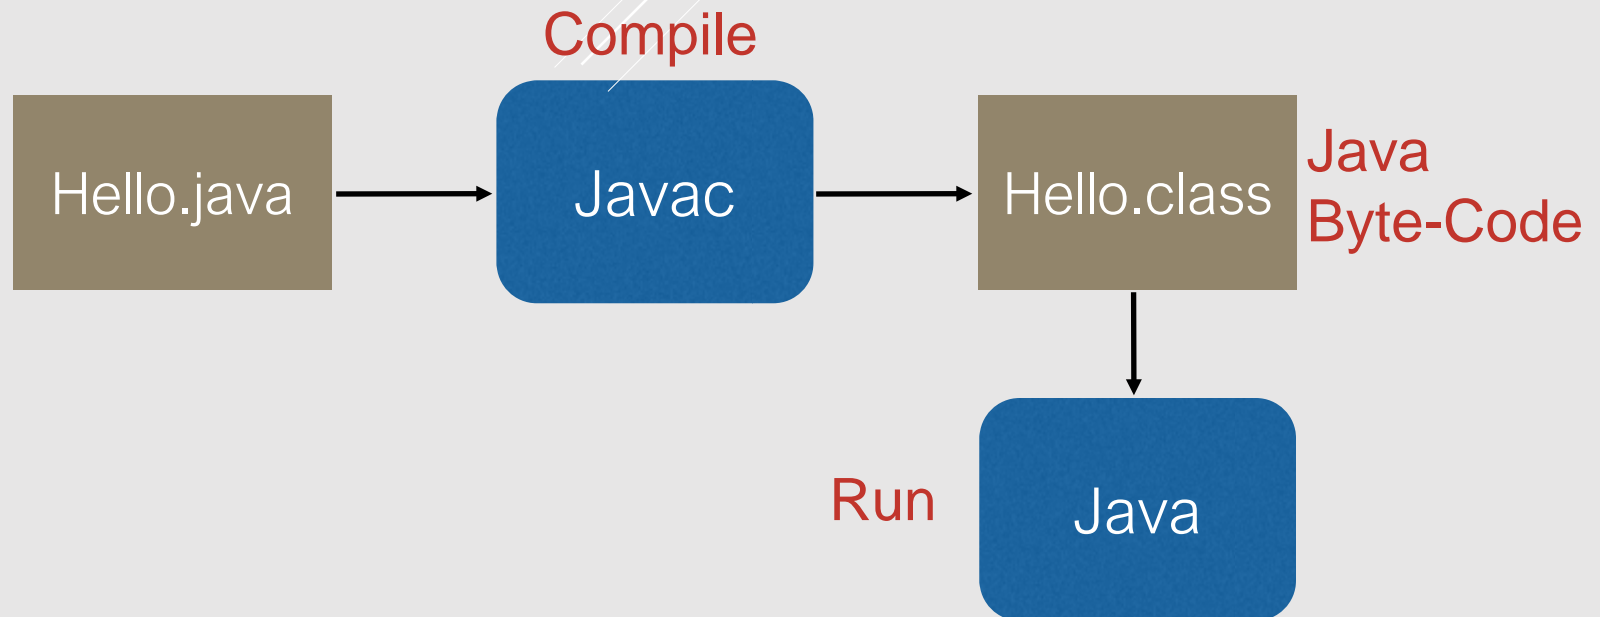 Compile
Hello.java
Javac
Hello.class
Java
Byte-Code
Run
Java